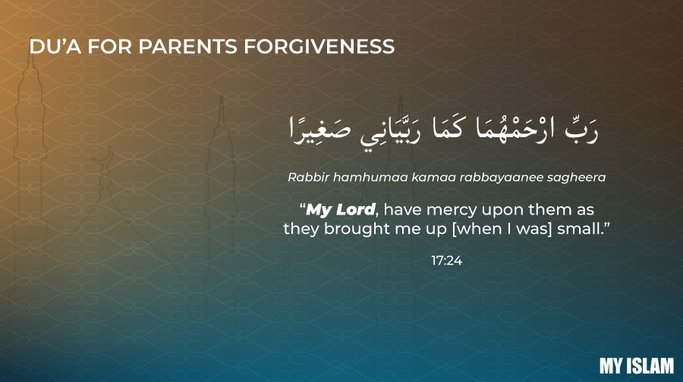 DU’A FOR PARENTS FORGIVENESS
رَبِّ ارْحَمْهُمَا كَمَا رَبَّيَانِي صَغِيرًا
Rabbir hamhumaa kamaa rabbayaanee sagheera
“My Lord, have mercy upon them as
they brought me up [when I was] small.”
17:24
MY ISLAM